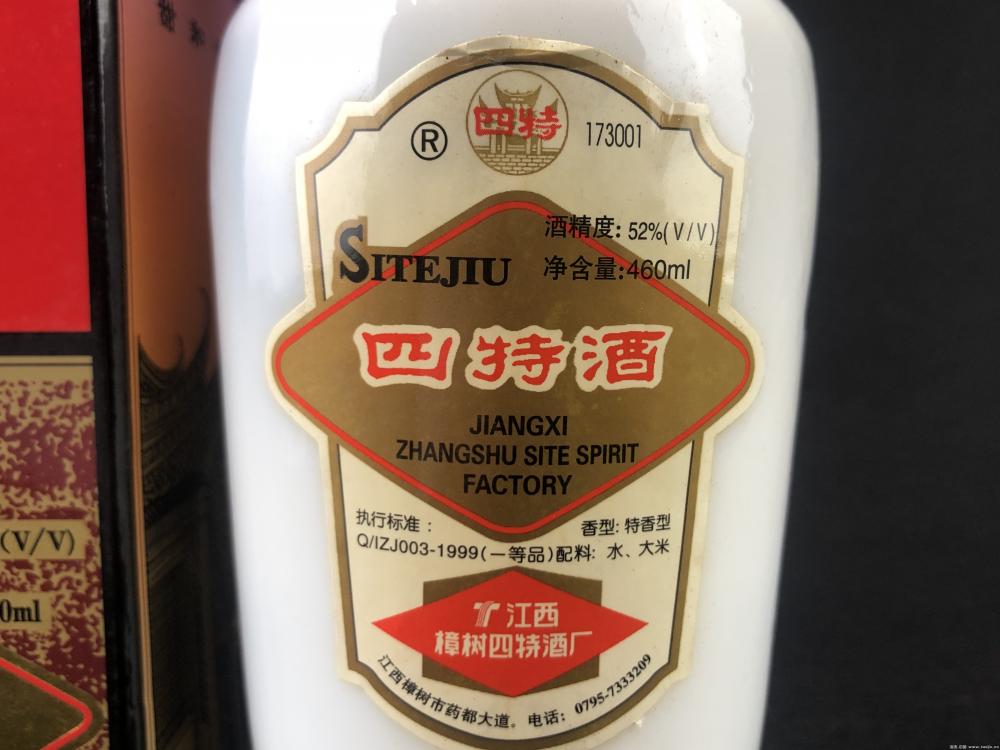 四特
® 173001
酒精度: 52%(V/V)
净含量:460ml
SITEJIU
四特酒
JIANGXI
ZHANGSHU SITE SPIRIT
FACTORY
执行标准：
香型: 特香型
Q/IZJ003-1999(一等品)配料: 水、大米
江西
樟树四特酒厂
江西樟树市药都大道。电话: 0795-7333209
(V/V)
0ml